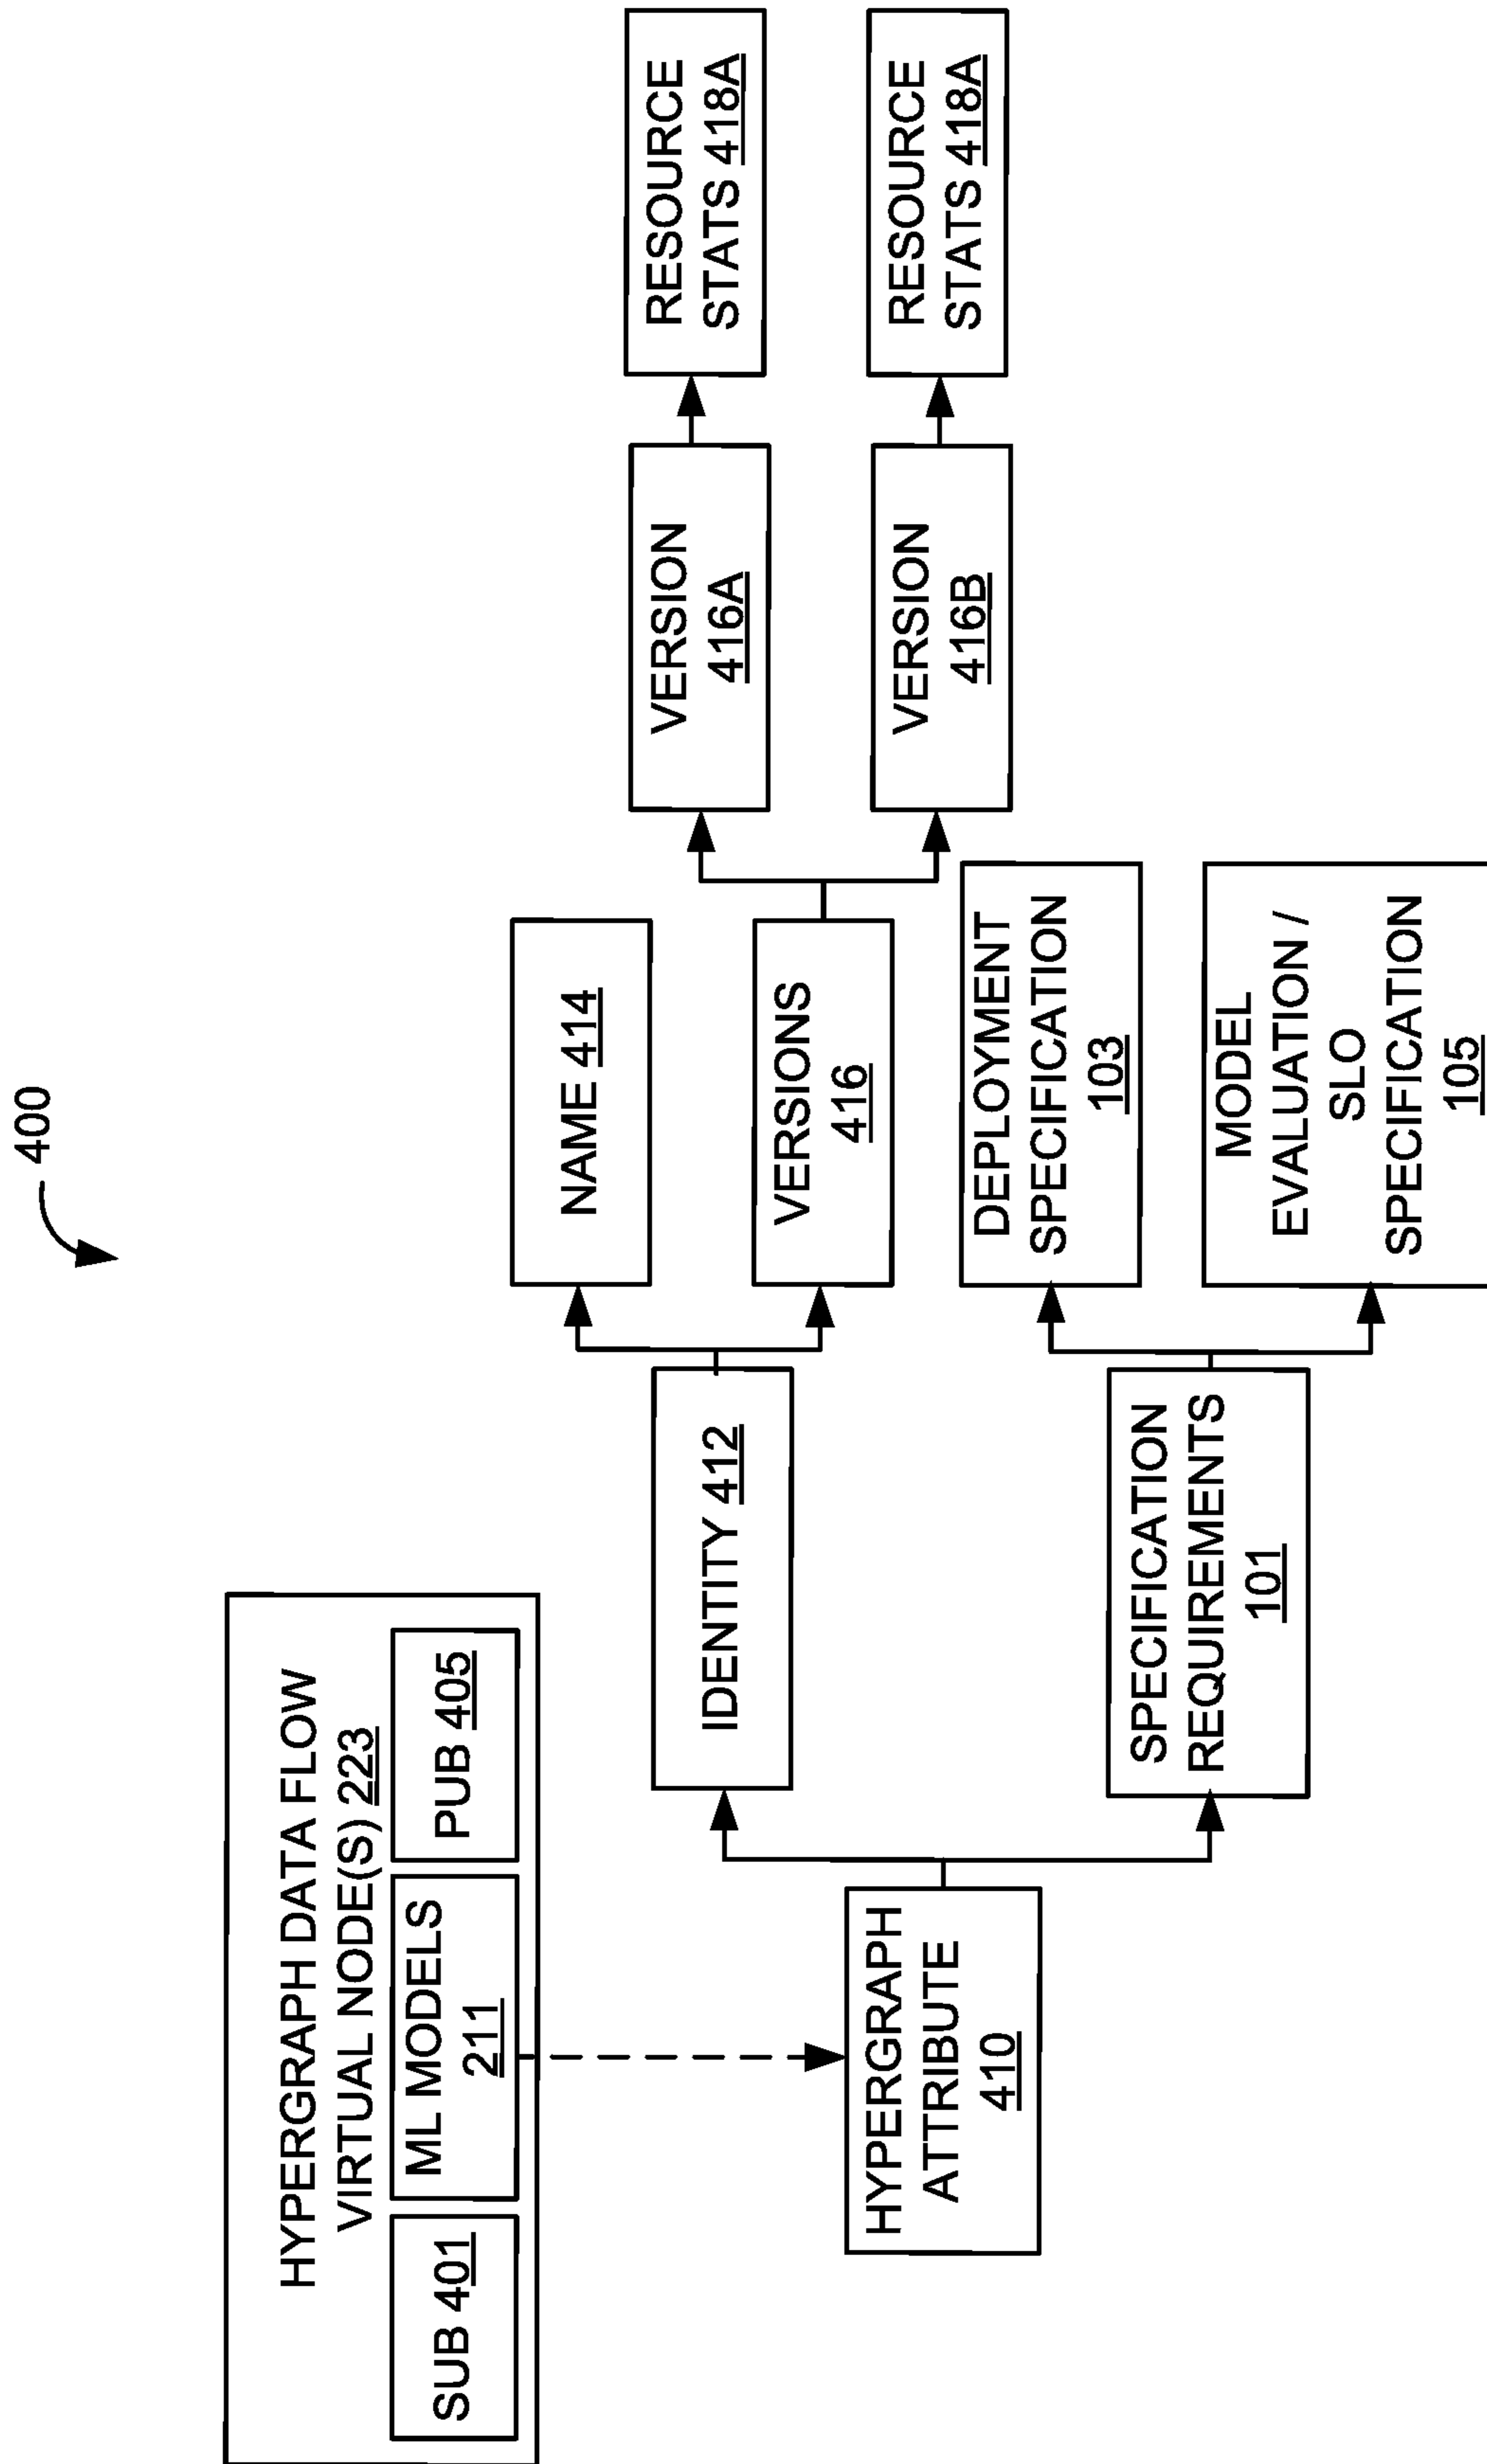 400
HYPERGRAPH DATA FLOW
VIRTUAL NODE(S) 223
SUB 401
ML MODELS
211
PUB 405
HYPERGRAPH
ATTRIBUTE
410
IDENTITY 412
SPECIFICATION
REQUIREMENTS
101
NAME 414
VERSIONS
416
DEPLOYMENT
SPECIFICATION
103
MODEL
EVALUATION /
SLO
SPECIFICATION
105
VERSION
416A
VERSION
416B
RESOURCE
STATS 418A
RESOURCE
STATS 418A